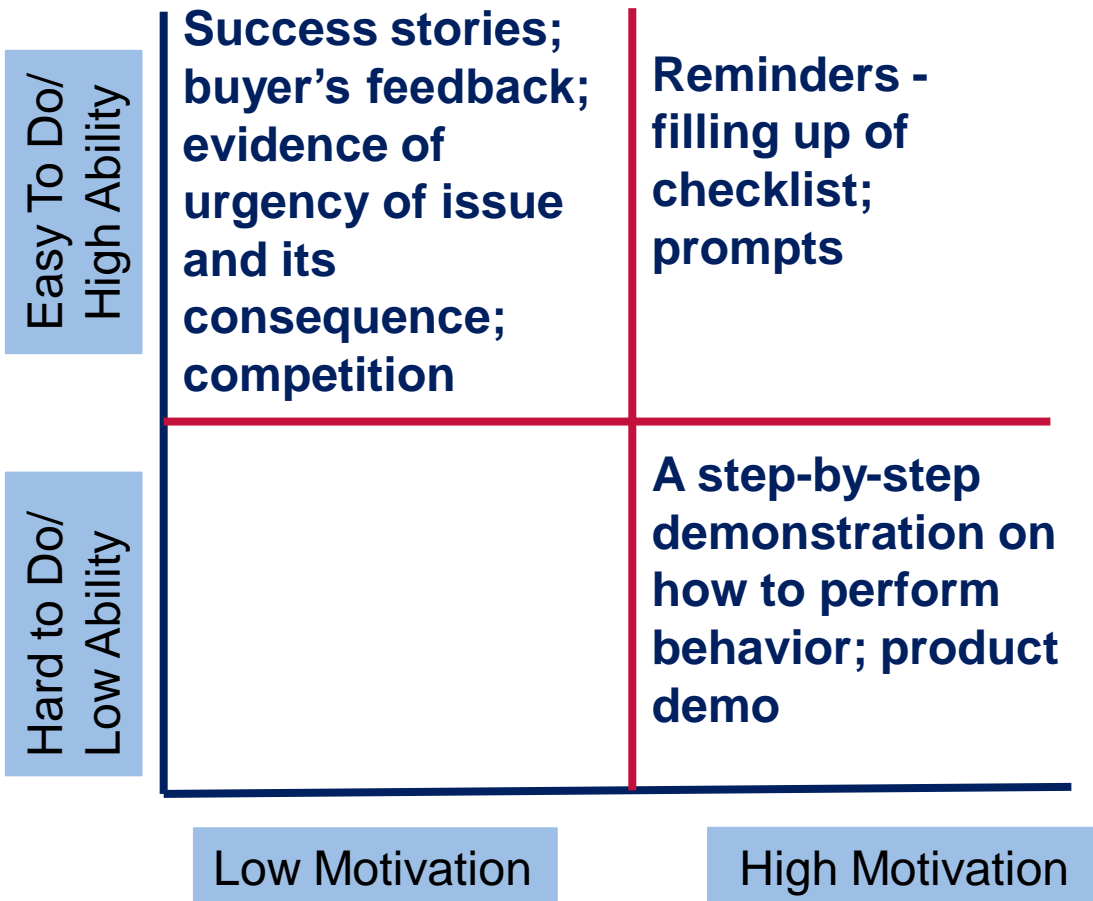 Easy To Do/
High Ability
Success stories;
buyer’s feedback;
evidence of
urgency of issue
and its
consequence;
competition
Reminders -
filling up of
checklist;
prompts
Hard to Do/
Low Ability
A step-by-step
demonstration on
how to perform
behavior; product
demo
Low Motivation
High Motivation